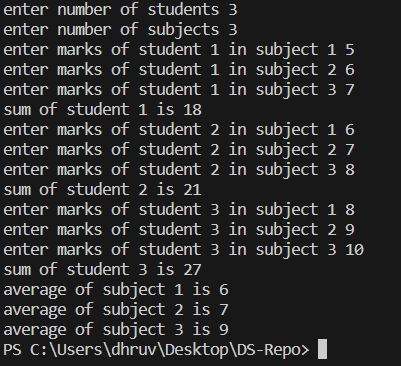 enter number of students 3
enter number of subjects 3
enter marks of student 1 in subject 1 5
enter marks of student 1 in subject 2 6
enter marks of student 1 in subject 3 7
sum of student 1 is 18
enter marks of student 2 in subject 1 6
enter marks of student 2 in subject 2 7
enter marks of student 2 in subject 3 8
sum of student 2 is 21
enter marks of student 3 in subject 1 8
enter marks of student 3 in subject 2 9
enter marks of student 3 in subject 3 10
sum of student 3 is 27
average of subject 1 is 6
average of subject 2 is 7
average of subject 3 is 9
PS C:\Users\dhruv\Desktop\DS-Repo>